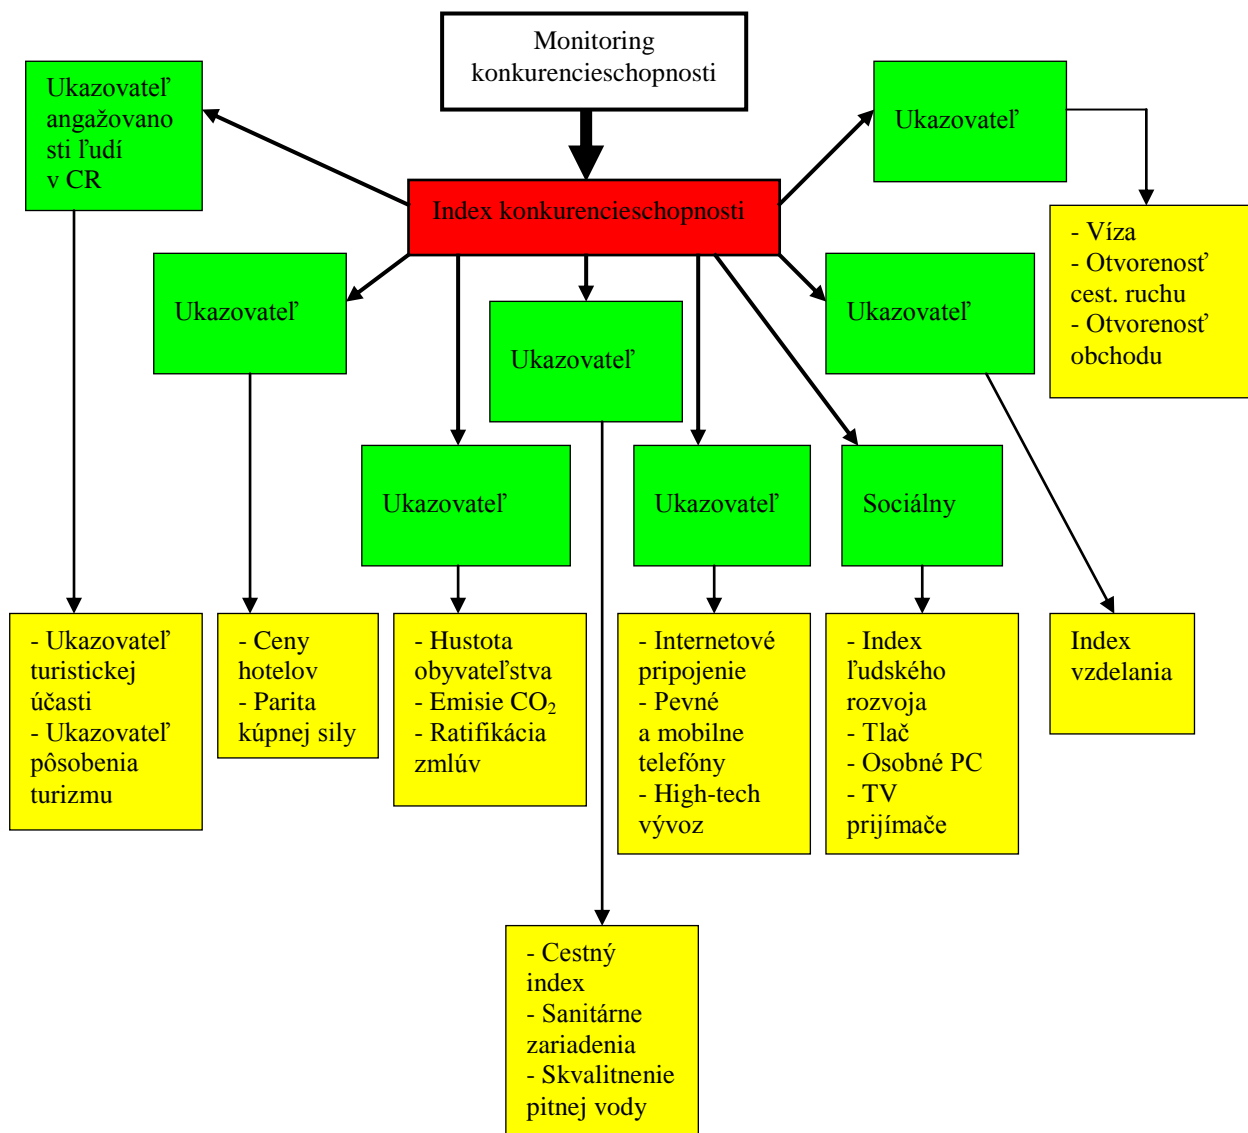 Monitoring
konkurencieschopnosti
Ukazovateľ
angažovano
sti ľudí
v CR
Ukazovateľ
Index konkurencieschopnosti
- Víza
- Otvorenosť
cest. ruchu
- Otvorenosť
obchodu
Ukazovateľ
Ukazovateľ
Ukazovateľ
Ukazovateľ
Ukazovateľ
Sociálny
- Ukazovateľ
turistickej
účasti
- Ukazovateľ
pôsobenia
turizmu
- Ceny
hotelov
- Parita
kúpnej sily
- Hustota
obyvateľstva
- Emisie CO₂
- Ratifikácia
zmlúv
- Internetové
pripojenie
- Pevné
a mobilne
telefóny
- High-tech
vývoz
- Index
ľudského
rozvoja
- Tlač
- Osobné PC
- TV
prijímače
Index
vzdelania
- Cestný
index
- Sanitárne
zariadenia
- Skvalitnenie
pitnej vody